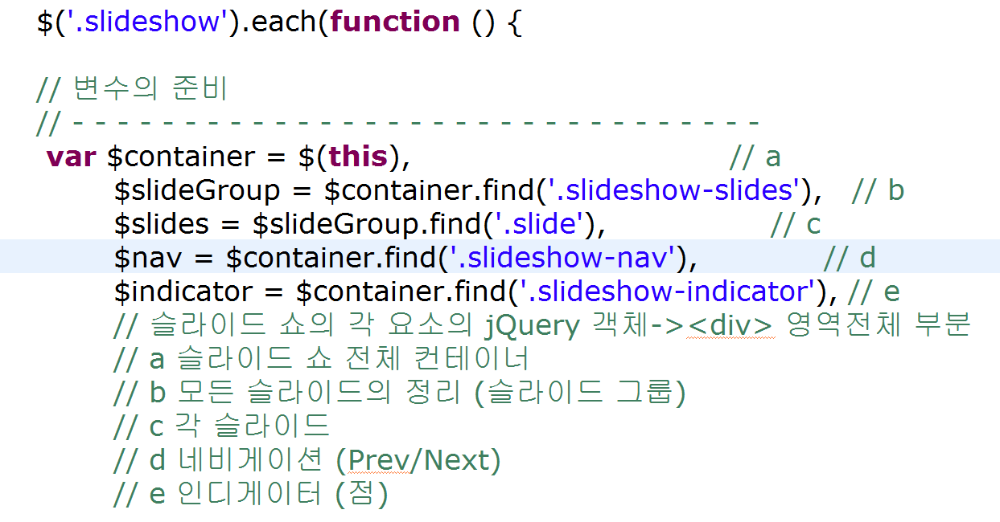 $('.slideshow').each(function () {
// 변수의 준비
// - - - - - - - - - - - - - - - - - - - - - - - - - - - - - - -
var $container = $(this), // a
$slideGroup = $container.find('.slideshow-slides'), // b
$slides = $slideGroup.find('.slide'), // c
$nav = $container.find('.slideshow-nav'), // d
$indicator = $container.find('.slideshow-indicator'), // e
// 슬라이드 쇼의 각 요소의 jQuery 객체-><div> 영역전체 부분
// a 슬라이드 쇼 전체 컨테이너
// b 모든 슬라이드의 정리 (슬라이드 그룹)
// c 각 슬라이드
// d 네비게이션 (Prev/Next)
// e 인디게이터 (점)